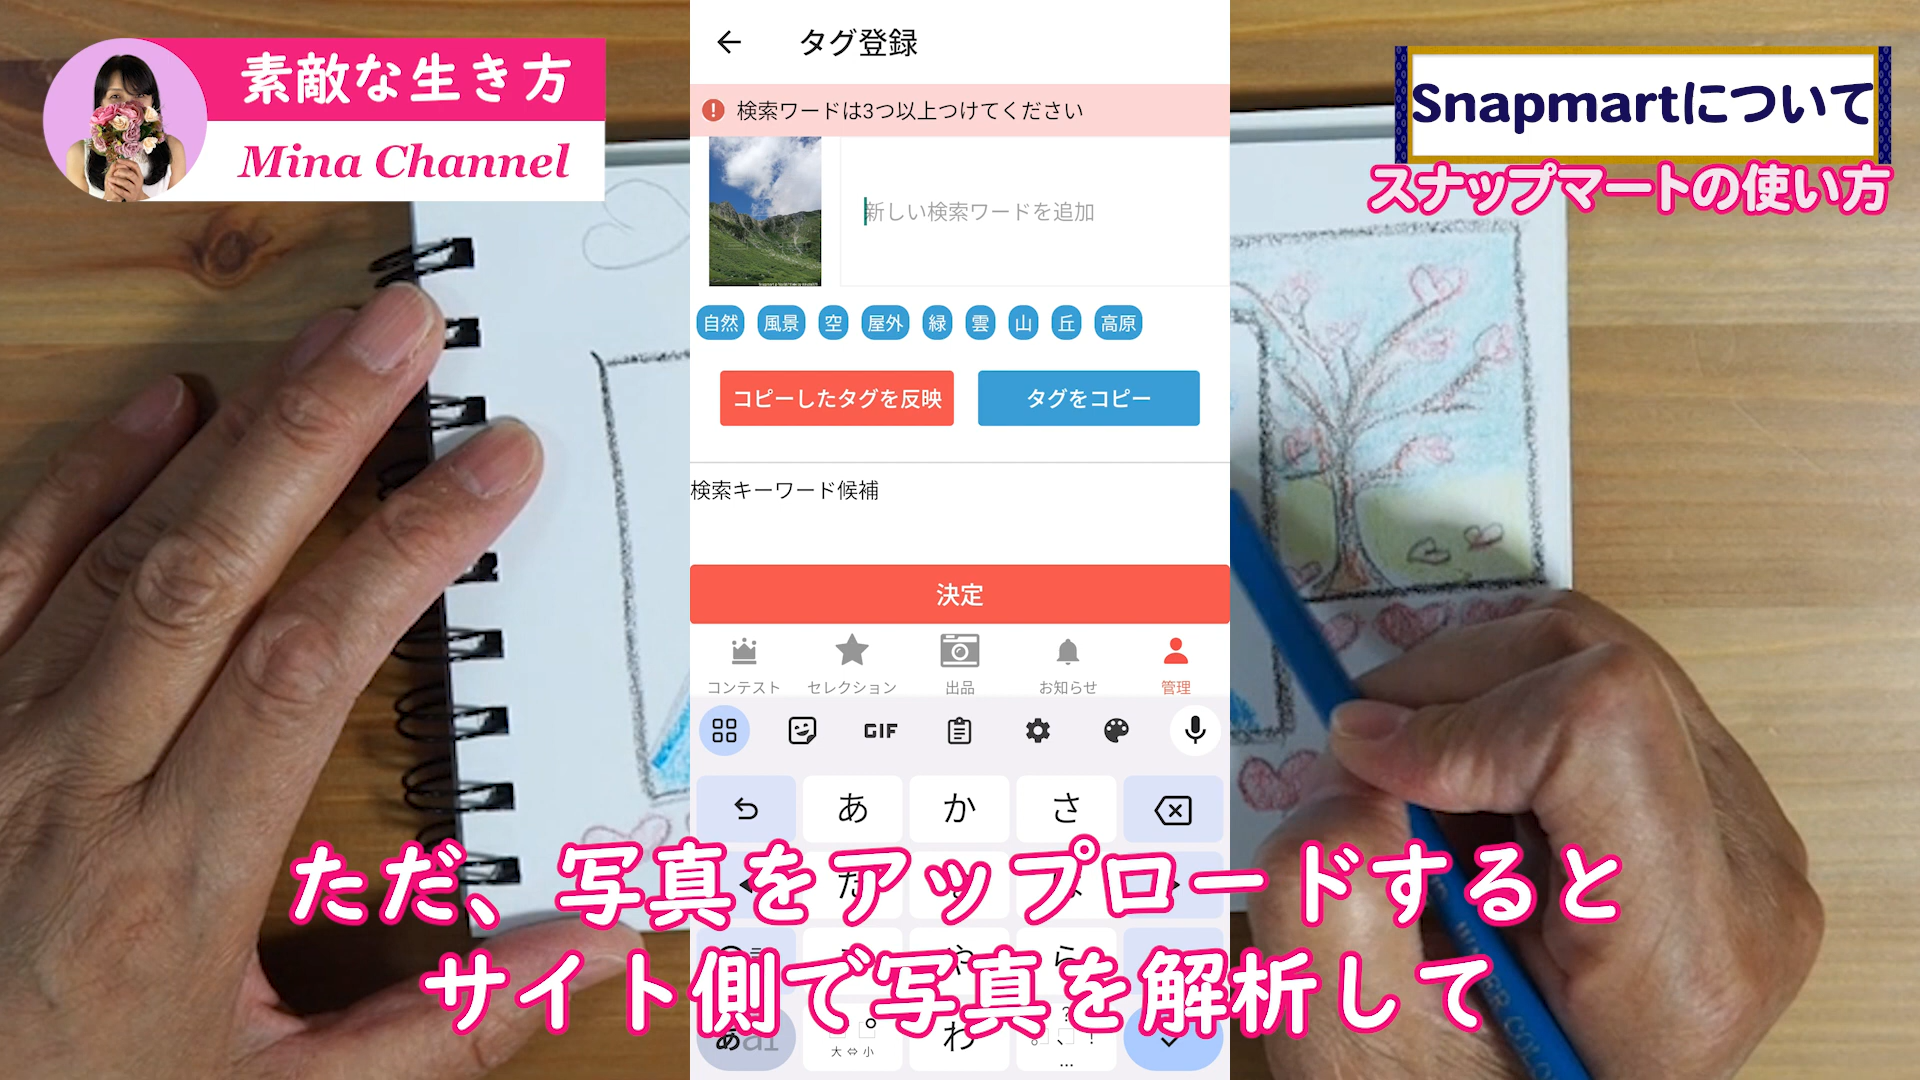 素敵な生き方
Mina Channel
タグ登録
検索ワードは3つ以上つけてください
新しい検索ワードを追加
自然 風景 空 屋外 緑 雲 山 丘 高原
コピーしたタグを反映 タグをコピー
検索キーワード候補
決定
コンテスト セレクション 出品 お知らせ 管理
GIF
あ か さ
や ら
わ
大⇔小
Snapmartについて
スナップマートの使い方
ただ、写真をアップロードすると
サイト側で写真を解析して